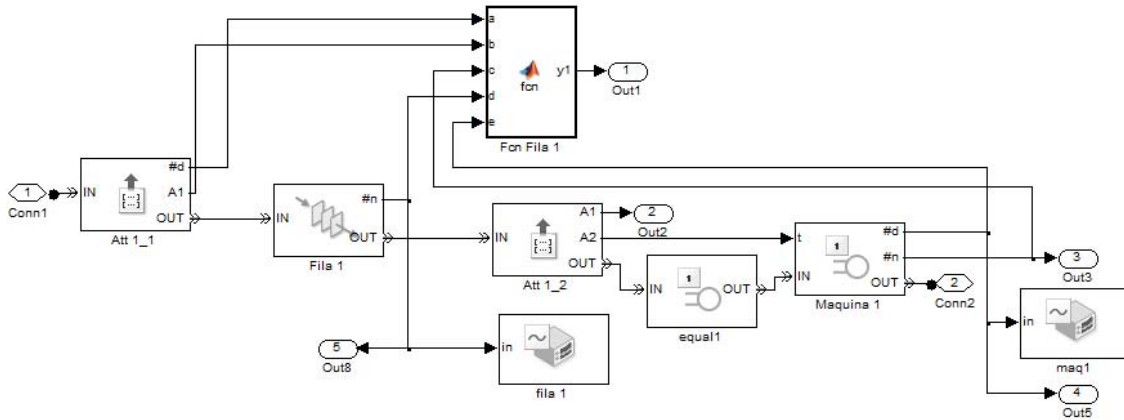 a
b
c
d
e
fcn
y1
Fcn Fila 1
1
Out1
1
Conn1
IN
#d
A1
OUT
[...]
Att 1_1
IN
#n
OUT
Fila 1
IN
A1
A2
OUT
[...]
Att 1_2
2
Out2
IN
1
OUT
equal1
t
IN
1
#d
#n
OUT
Maquina 1
3
Out3
2
Conn2
in
maq1
4
Out5
5
Out8
in
fila 1